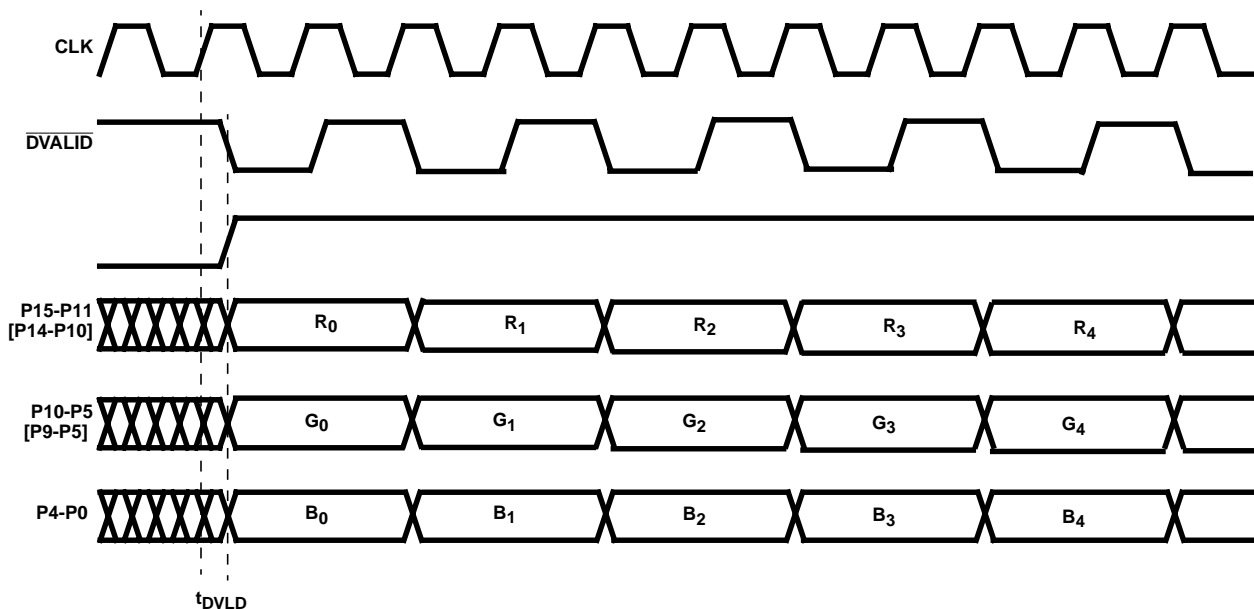 CLK
DVALID
P15-P11
[P14-P10]
R0 R1 R2 R3 R4
P10-P5
[P9-P5]
G0 G1 G2 G3 G4
P4-P0
B0 B1 B2 B3 B4
tDVLD